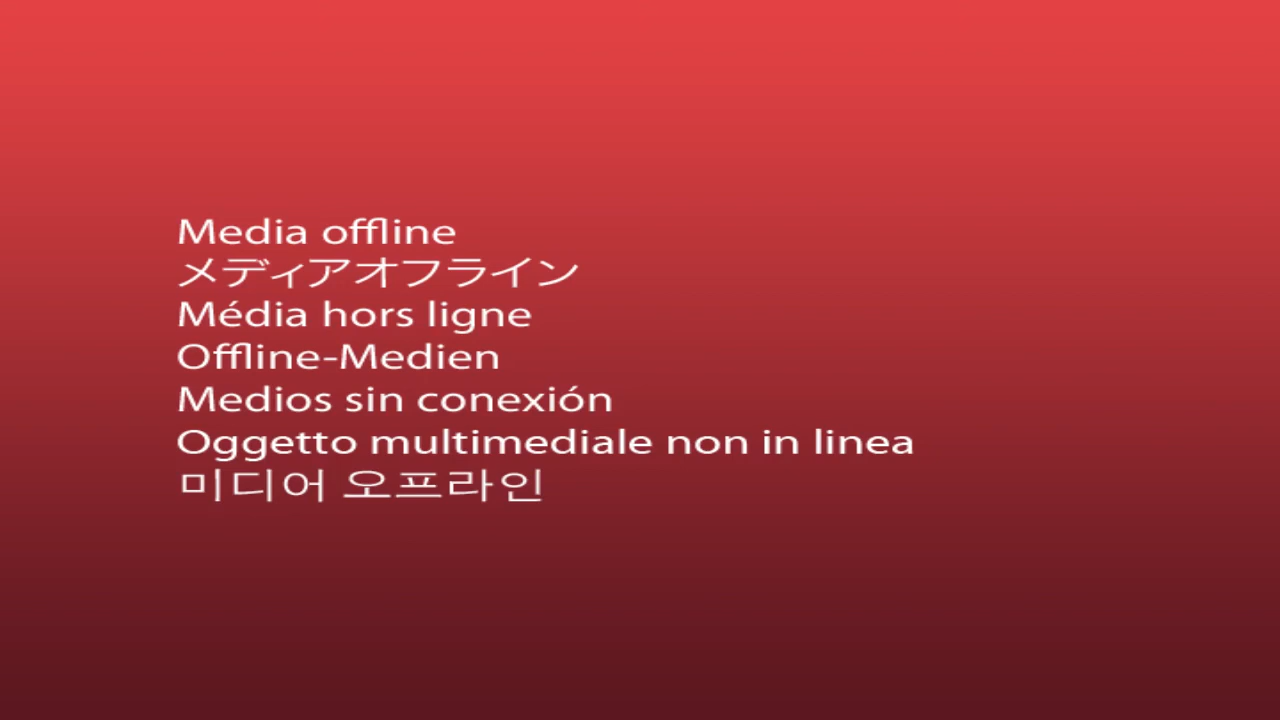 Media offline
メディアオフライン
Média hors ligne
Offline-Medien
Medios sin conexión
Oggetto multimediale non in linea
미디어 오프라인